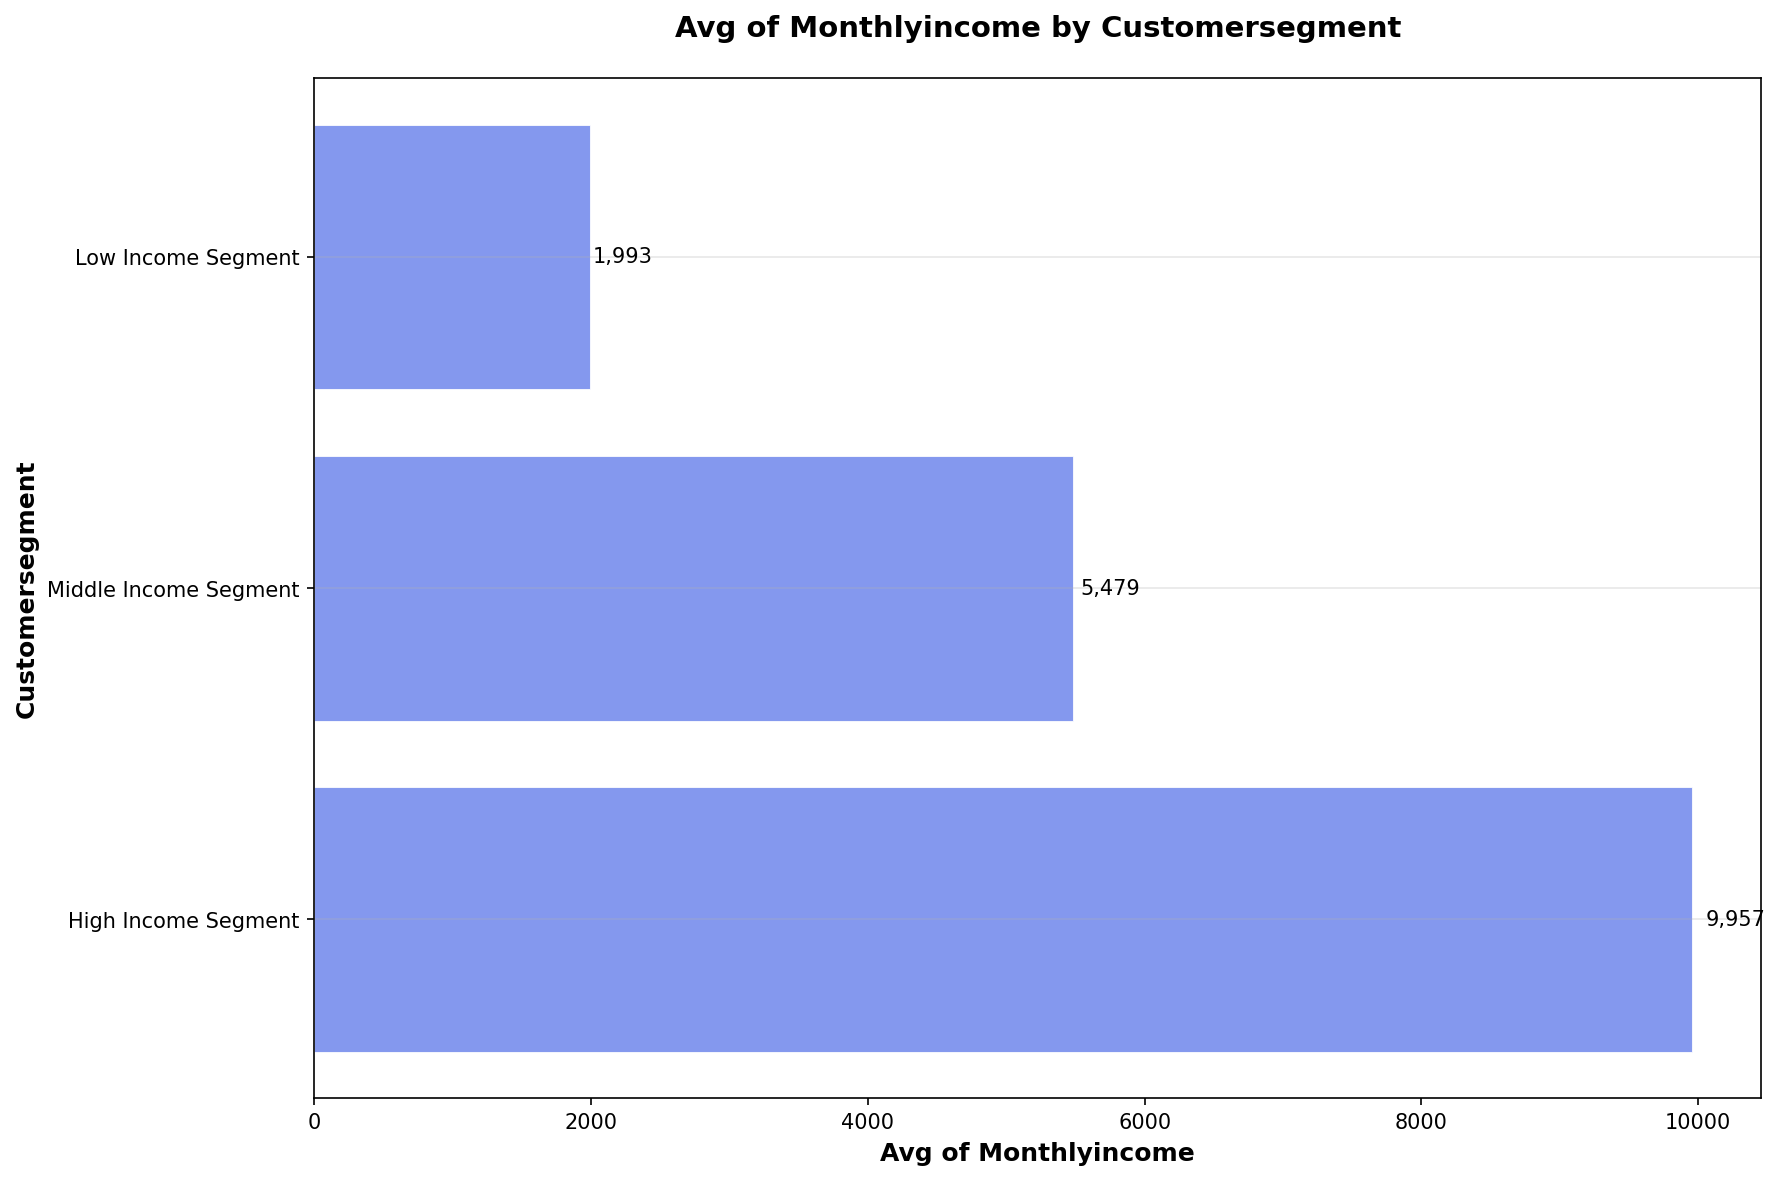 Avg of Monthlyincome by Customersegment
Customersegment
Low Income Segment
1,993
Middle Income Segment
5,479
High Income Segment
9,957
0 2000 4000 6000 8000 10000
Avg of Monthlyincome